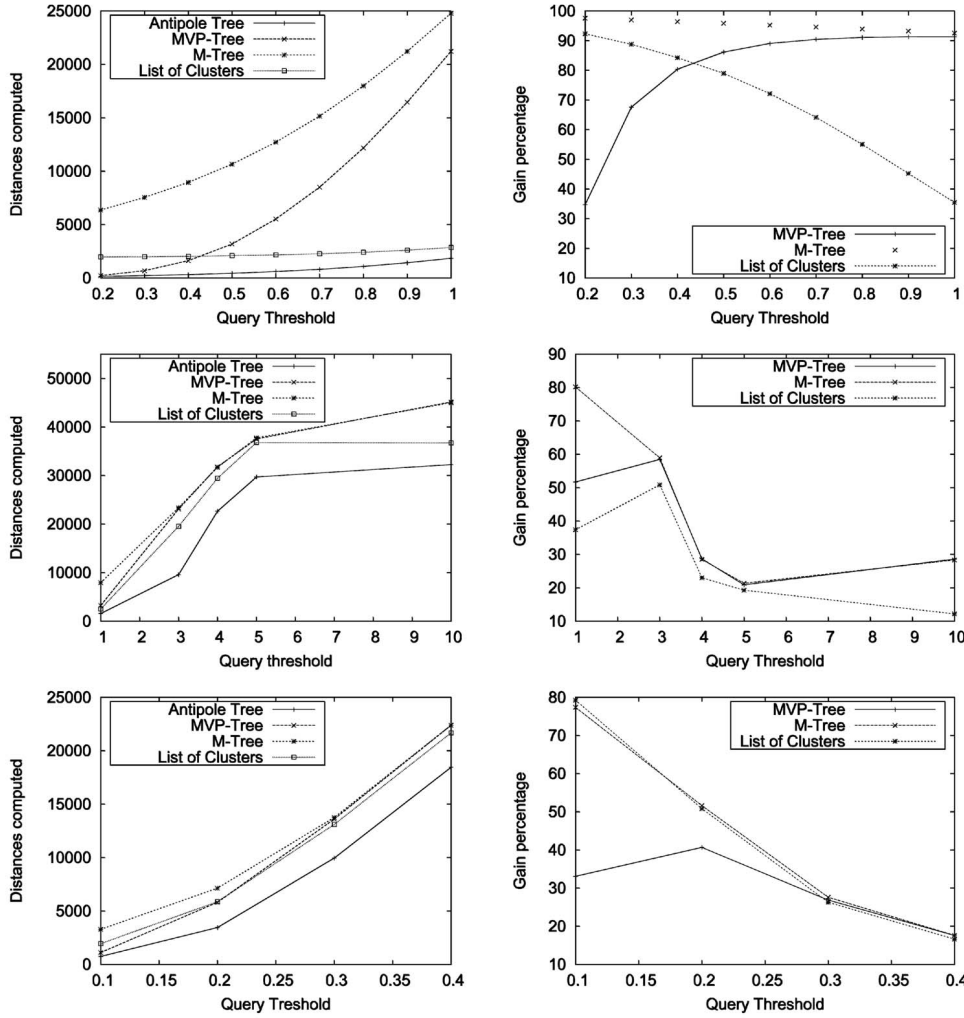 Antipole Tree
MVP-Tree
M-Tree
List of Clusters
25000
20000
15000
10000
5000
0
Distances computed
0.2 0.3 0.4 0.5 0.6 0.7 0.8 0.9 1
Query Threshold
100
90
80
70
60
50
40
30
20
10
Gain percentage
MVP-Tree
M-Tree
List of Clusters
0.2 0.3 0.4 0.5 0.6 0.7 0.8 0.9 1
Query Threshold
Antipole Tree
MVP-Tree
M-Tree
List of Clusters
50000
40000
30000
20000
10000
0
Distances computed
1 2 3 4 5 6 7 8 9 10
Query threshold
90
80
70
60
50
40
30
20
10
Gain percentage
MVP-Tree
M-Tree
List of Clusters
1 2 3 4 5 6 7 8 9 10
Query Threshold
Antipole Tree
MVP-Tree
M-Tree
List of Clusters
25000
20000
15000
10000
5000
0
Distances computed
0.1 0.15 0.2 0.25 0.3 0.35 0.4
Query Treshold
80
70
60
50
40
30
20
10
Gain percentage
MVP-Tree
M-Tree
List of Clusters
0.1 0.15 0.2 0.25 0.3 0.35 0.4
Query Threshold